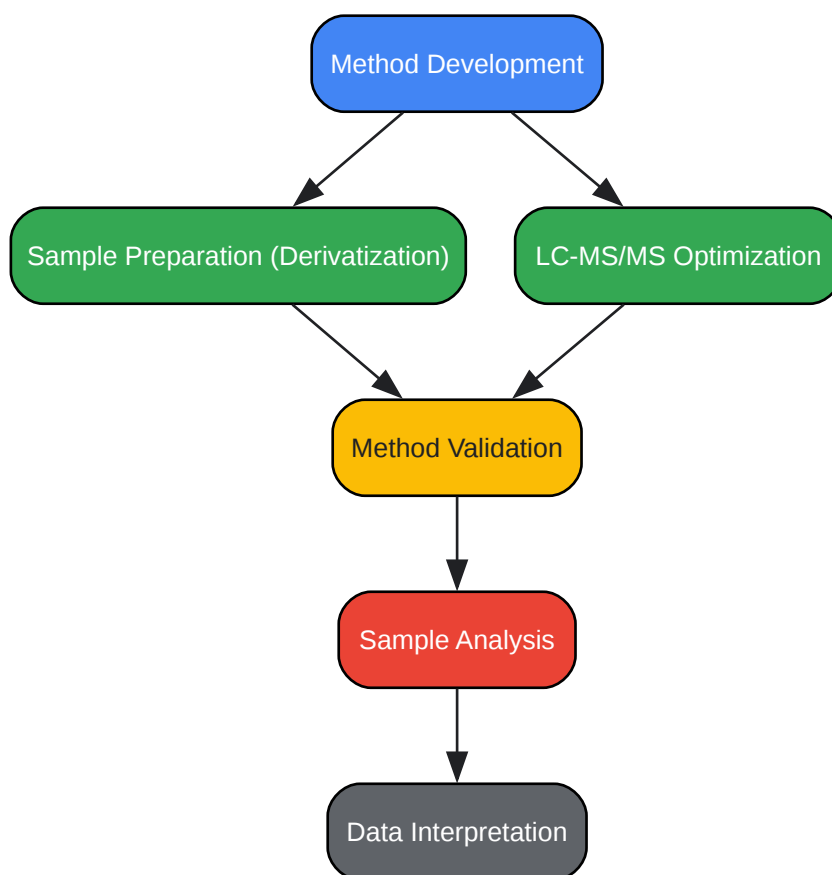 Method Development
Sample Preparation (Derivatization)
LC-MS/MS Optimization
Method Validation
Sample Analysis
Data Interpretation